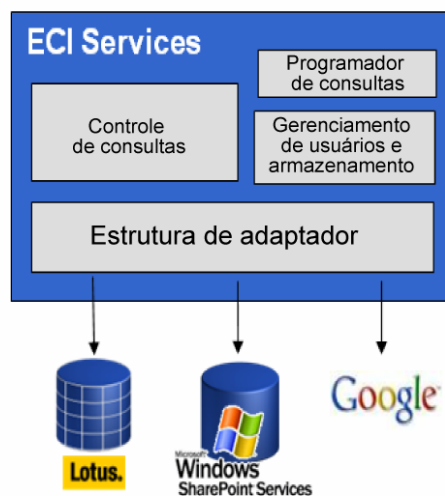 ECI Services
Programador
de consultas
Controle
de consultas
Gerenciamento
de usuários e
armazenamento
Estrutura de adaptador
Lotus.
Microsoft
Windows
SharePoint Services
Google